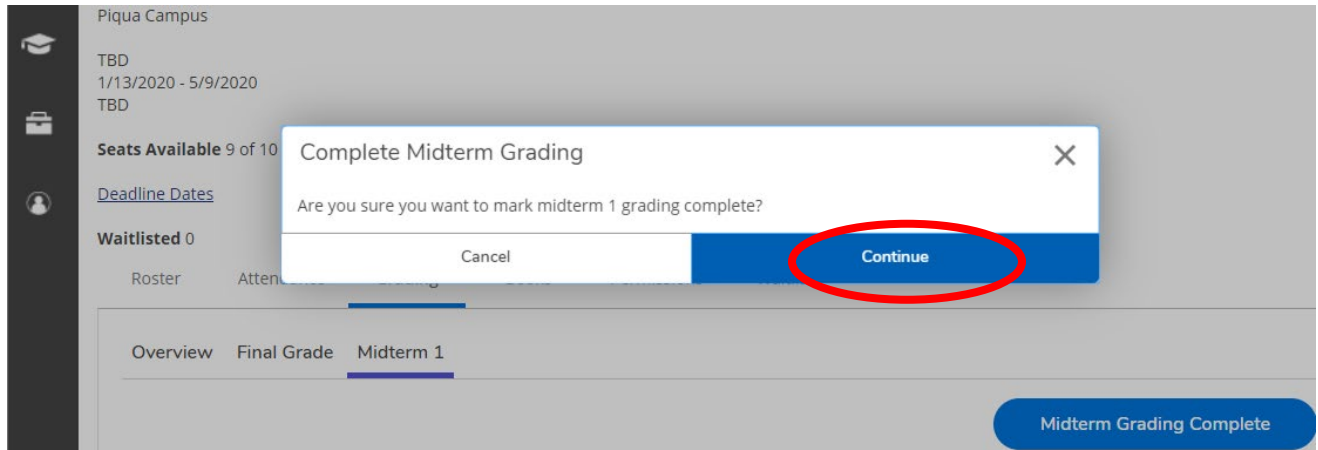 Piqua Campus
TBD
1/13/2020 - 5/9/2020
TBD
Seats Available 9 of 10
Complete Midterm Grading
Deadline Dates
Are you sure you want to mark midterm 1 grading complete?
Waitlisted 0
Cancel Continue
Roster
Overview Final Grade Midterm 1
Midterm Grading Complete